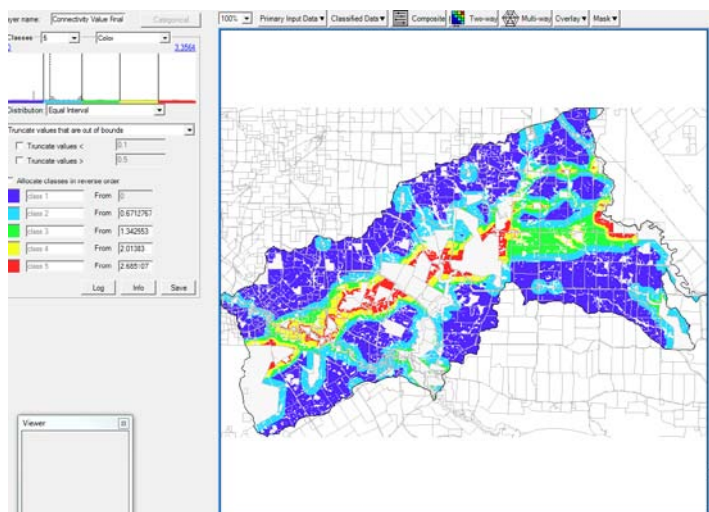 ayer name: Connectivity Value final Categorical
Classes 5 Color
0 3.3564
Distribution: Equal Interval
Truncate values that are out of bounds
Truncate values < 0.1
Truncate values > 0.5
Allocate classes in reverse order
class 1 From 0
class 2 From 0.6712767
class 3 From 1.342553
class 4 From 2.01383
class 5 From 2.685107
Log Info Save
100% Primary Input Data Classified Data Composite Two-way Multi-way Overlay Mask
Viewer